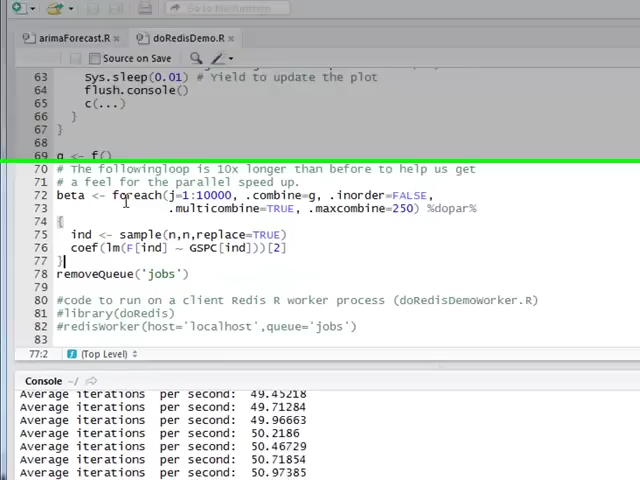 Go to file/function
arimaForecast.R
doRedisDemo.R
Source on Save
63 Sys.sleep(0.01) # Yield to update the plot
64 flush.console()
65 c(...)
66 }
67 }
68
69 g <- f()
70 # The followingloop is 10x longer than before to help us get
71 # a feel for the parallel speed up.
72 beta <- foreach(j=1:10000, .combine=g, .inorder=FALSE,
73 .multicombine=TRUE, .maxcombine=250) %dopar%
74 {
75 ind <- sample(n,n,replace=TRUE)
76 coef(lm(F[ind] ~ GSPC[ind]))[2]
77 }
78 removeQueue('jobs')
79
80 #code to run on a client Redis R worker process (doRedisDemoWorker.R)
81 #library(doRedis)
82 #redisWorker(host='localhost',queue='jobs')
83
77:2 (Top Level)
Console ~/
Average iterations per second: 49.45218
Average iterations per second: 49.71284
Average iterations per second: 49.96663
Average iterations per second: 50.2186
Average iterations per second: 50.46729
Average iterations per second: 50.71854
Average iterations per second: 50.97385